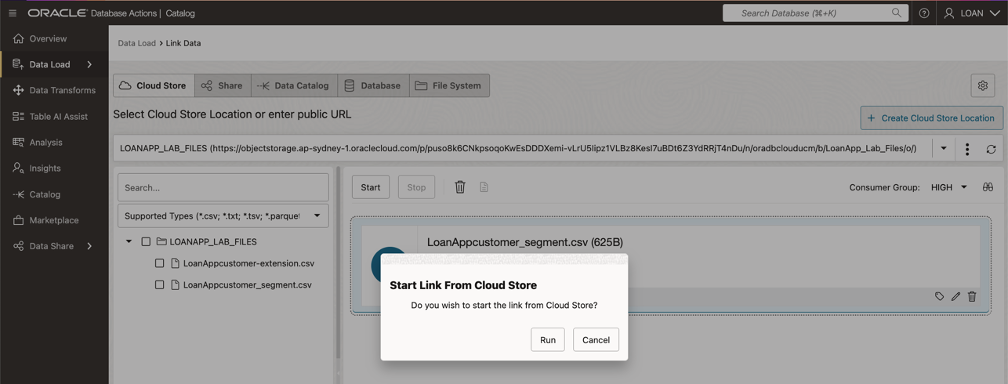 ORACLE Database Actions | Catalog
Search Database (⌘+K)
LOAN
Overview
Data Load
Data Transforms
Table AI Assist
Analysis
Insights
Catalog
Marketplace
Data Share
Data Load > Link Data
Cloud Store
Share
Data Catalog
Database
File System
Select Cloud Store Location or enter public URL
+ Create Cloud Store Location
LOANAPP_LAB_FILES (https://objectstorage.ap-sydney-1.oraclecloud.com/p/puso8k6CNkpsoqoKwEsDDDXemi-vLrU5lipz1VLBz8Kesl7uBDt6Z3YdRRjT4nDu/n/oradbclouducm/b/LoanApp_Lab_Files/o/)
Search...
Supported Types (*.csv; *.txt; *.tsv; *.parquet
LOANAPP_LAB_FILES
LoanAppcustomer-extension.csv
LoanAppcustomer_segment.csv
Start
Stop
Consumer Group: HIGH
LoanAppcustomer_segment.csv (625B)
Start Link From Cloud Store
Do you wish to start the link from Cloud Store?
Run
Cancel